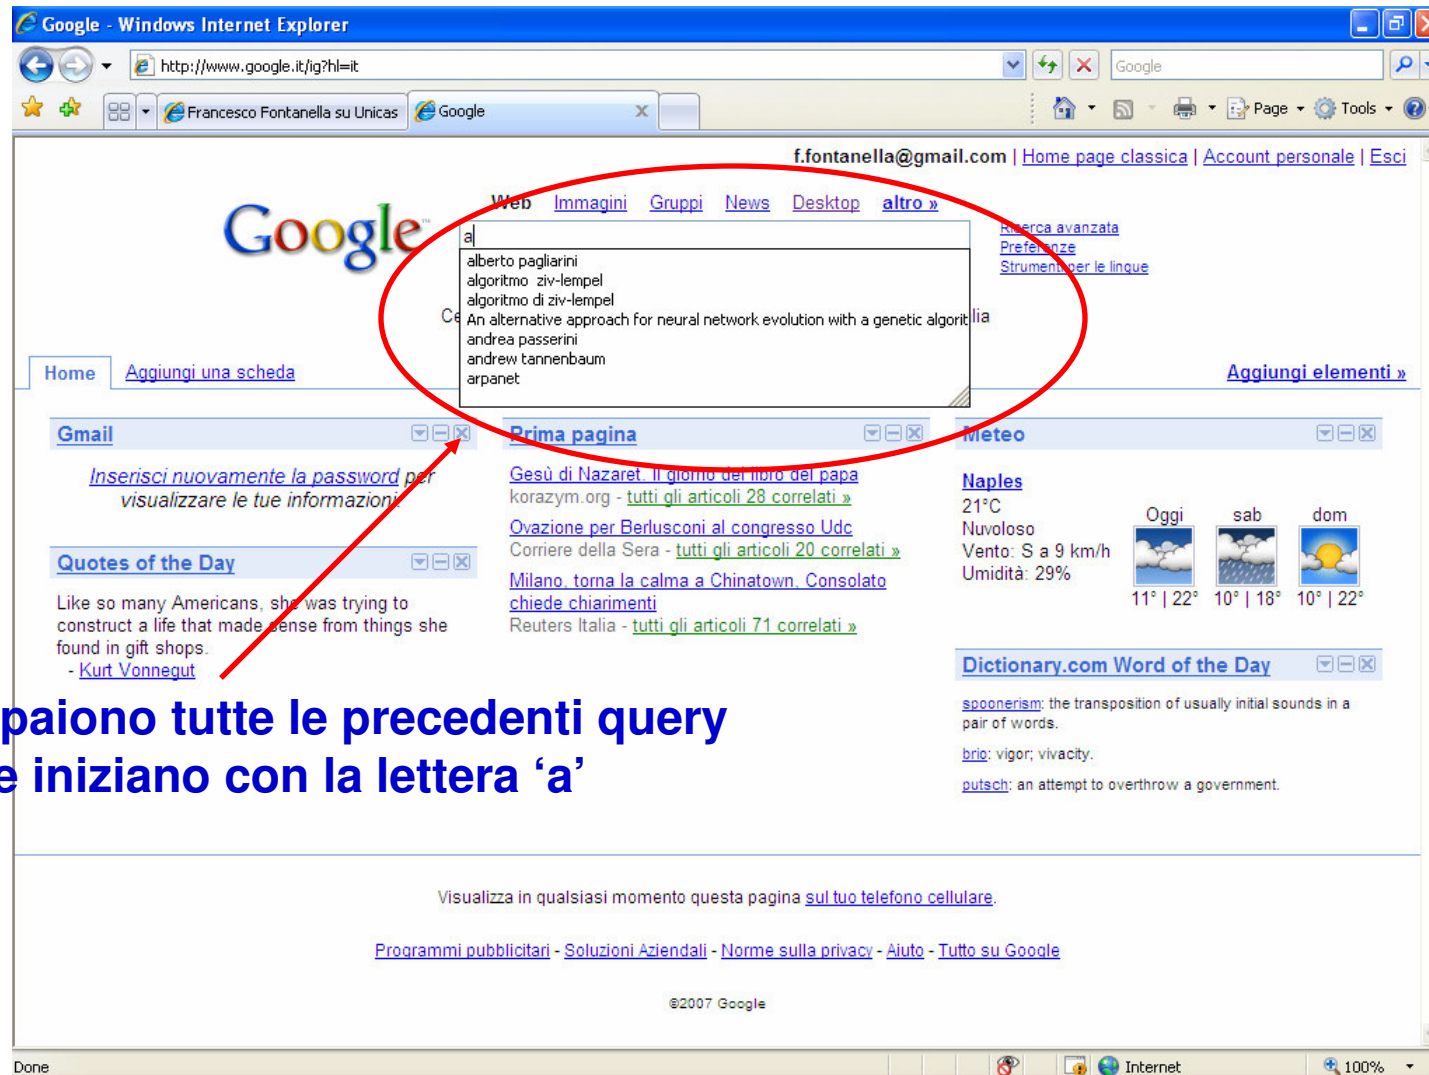 Google - Windows Internet Explorer
http://www.google.it/ig?hl=it
Google
Francesco Fontanella su Unicas
Google
Page
Tools
f.fontanella@gmail.com | Home page classica | Account personale | Esci
Google
Web Immagini Gruppi News Desktop altro »
a
Ricerca avanzata
Preferenze
Strumenti per le lingue
alberto pagliarini
algoritmo ziv-lempel
algoritmo di ziv-lempel
An alternative approach for neural network evolution with a genetic algorit
andrea passerini
andrew tannenbaum
arpanet
Home Aggiungi una scheda
Aggiungi elementi »
Gmail
Inserisci nuovamente la password per
visualizzare le tue informazioni.
Quotes of the Day
Like so many Americans, she was trying to
construct a life that made sense from things she
found in gift shops.
- Kurt Vonnegut
Prima pagina
Gesù di Nazaret. Il giorno del libro del papa
korazym.org - tutti gli articoli 28 correlati »
Ovazione per Berlusconi al congresso Udc
Corriere della Sera - tutti gli articoli 20 correlati »
Milano, torna la calma a Chinatown. Consolato
chiede chiarimenti
Reuters Italia - tutti gli articoli 71 correlati »
Meteo
Naples
21°C
Nuvoloso
Vento: S a 9 km/h
Umidità: 29%
Oggi sab dom
11° | 22° 10° | 18° 10° | 22°
Dictionary.com Word of the Day
spoonerism: the transposition of usually initial sounds in a
pair of words.
brio: vigor; vivacity.
putsch: an attempt to overthrow a government.
paiono tutte le precedenti query
e iniziano con la lettera ‘a’
Visualizza in qualsiasi momento questa pagina sul tuo telefono cellulare.
Programmi pubblicitari - Soluzioni Aziendali - Norme sulla privacy - Aiuto - Tutto su Google
©2007 Google
Done
Internet
100%